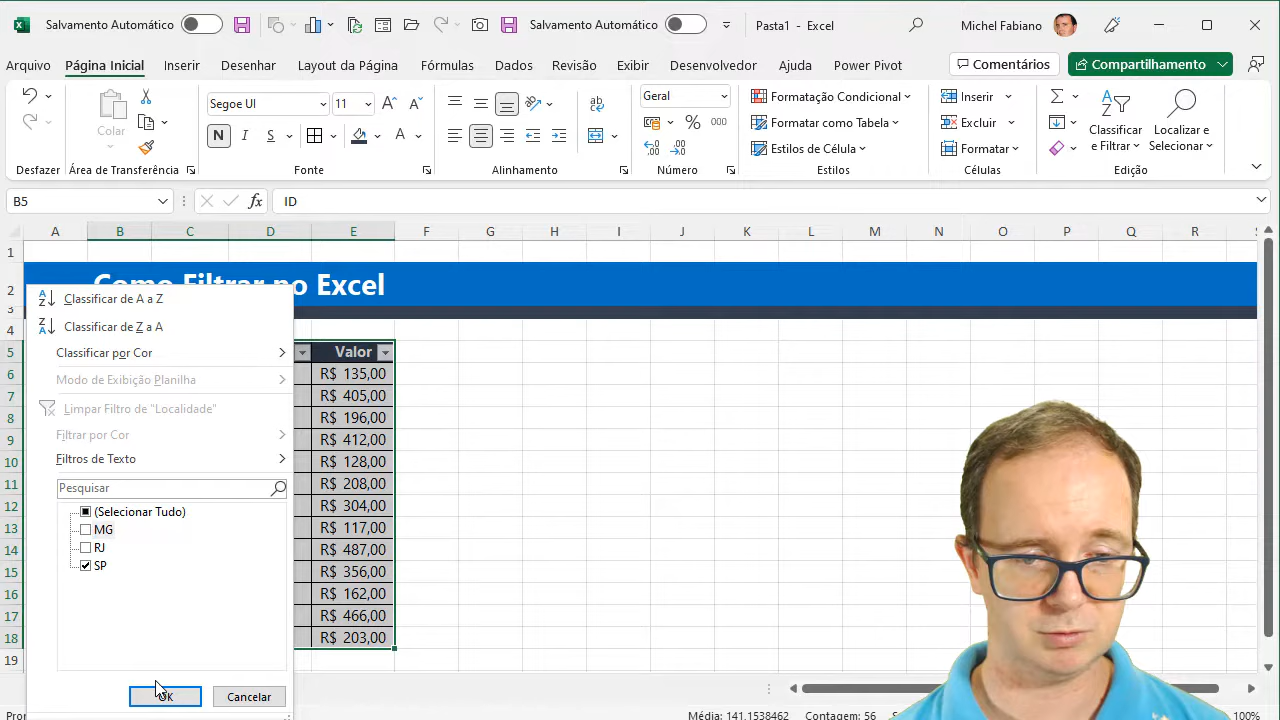 Salvamento Automático Salvamento Automático Pasta1 - Excel Michel Fabiano
Arquivo Página Inicial Inserir Desenhar Layout da Página Fórmulas Dados Revisão Exibir Desenvolvedor Ajuda Power Pivot Comentários Compartilhamento
Segoe UI 11 Geral Formatação Condicional Inserir
Colar Formatar como Tabela Excluir Classificar e Filtrar Localizar e Selecionar
N I S A % 000 Estilos de Célula Formatar
Desfazer Área de Transferência Fonte Alinhamento Número Estilos Células Edição
B5 fx ID
A B C D E F G H I J K L M N O P Q R
1
2 Como Filtrar no Excel
3
4
5 Valor
6 R$ 135,00
7 R$ 405,00
8 R$ 196,00
9 R$ 412,00
10 R$ 128,00
11 R$ 208,00
12 R$ 304,00
13 R$ 117,00
14 R$ 487,00
15 R$ 356,00
16 R$ 162,00
17 R$ 466,00
18 R$ 203,00
19
Classificar de A a Z
Classificar de Z a A
Classificar por Cor
Modo de Exibição Planilha
Limpar Filtro de "Localidade"
Filtrar por Cor
Filtros de Texto
Pesquisar
(Selecionar Tudo)
MG
RJ
SP
OK Cancelar
Média: 141,1538462 Contagem: 56 100%